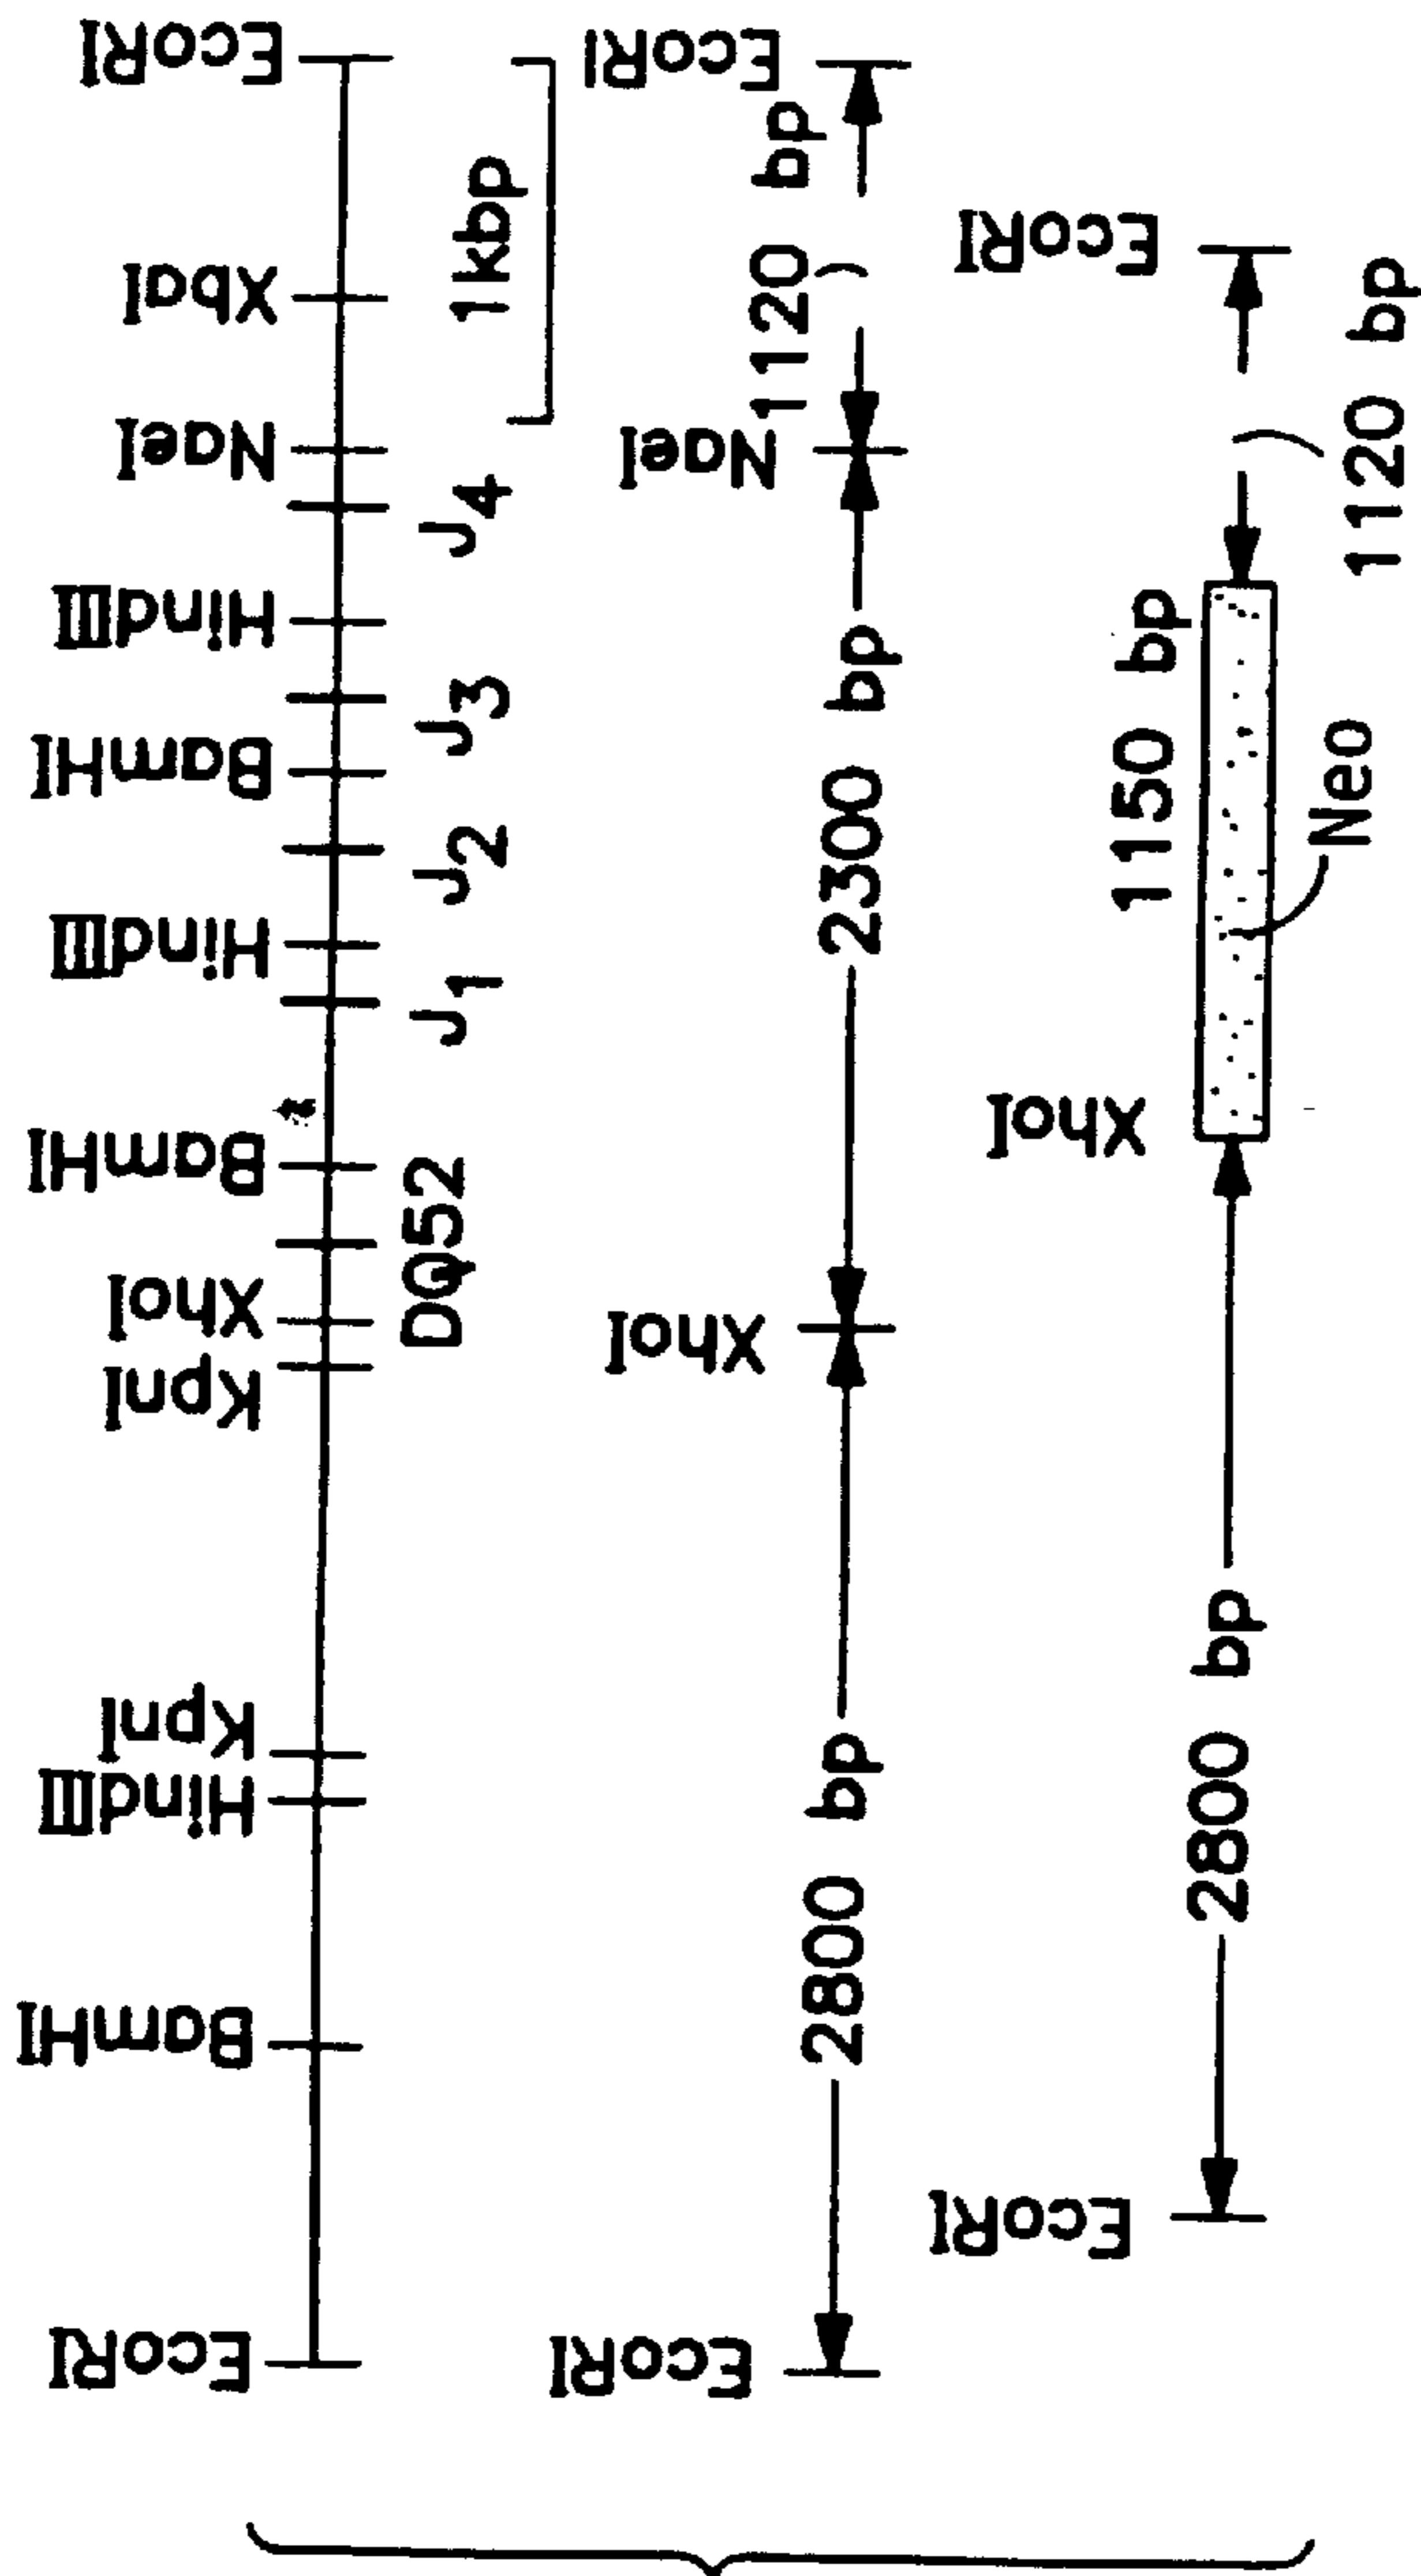 EcoRI
BamHI
HindIII
KpnI
KpnI
XhoI
BamHI
HindIII
BamHI
HindIII
NaeI
XbaI
EcoRI
DQ52
J1
J2
J3
J4
1kbp
EcoRI
XhoI
NaeI
EcoRI
2800 bp
2300 bp
1120 bp
EcoRI
XhoI
1150 bp
EcoRI
2800 bp
Neo
1120 bp